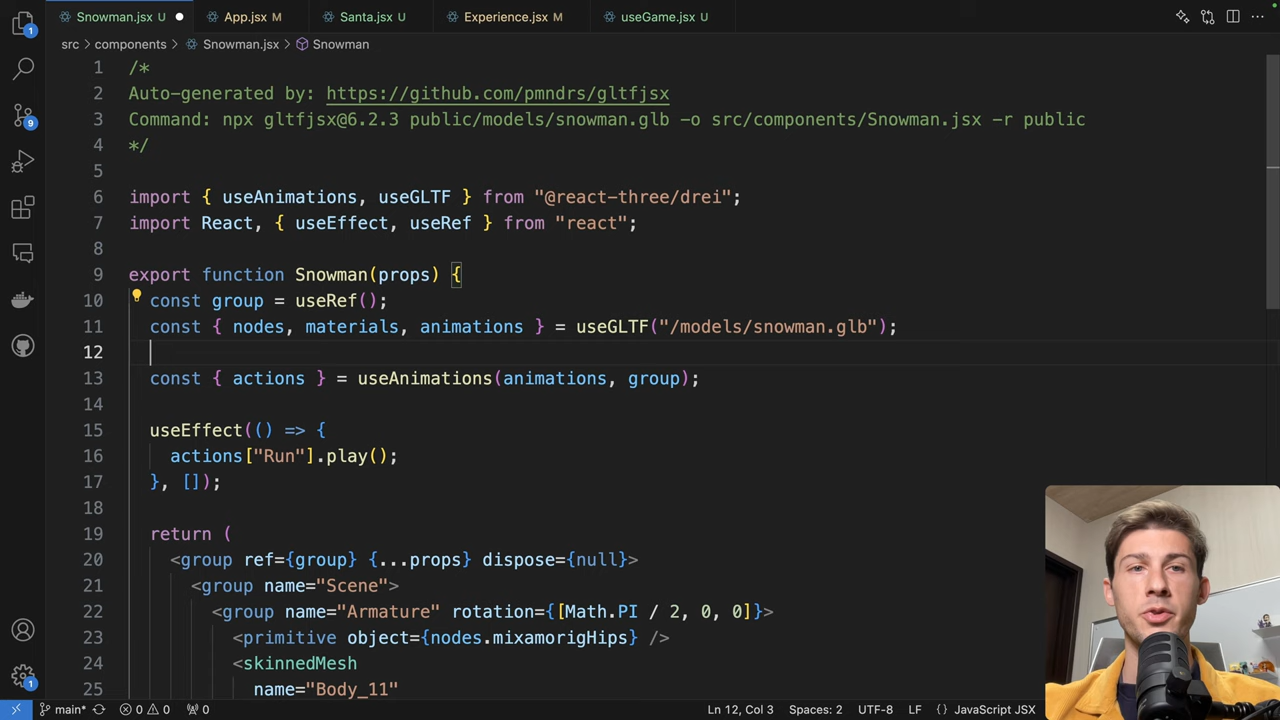 Snowman.jsx U
App.jsx M
Santa.jsx U
Experience.jsx M
useGame.jsx U
src > components > Snowman.jsx > Snowman
1 /*
2 Auto-generated by: https://github.com/pmndrs/gltfjsx
3 Command: npx gltfjsx@6.2.3 public/models/snowman.glb -o src/components/Snowman.jsx -r public
4 */
5
6 import { useAnimations, useGLTF } from "@react-three/drei";
7 import React, { useEffect, useRef } from "react";
8
9 export function Snowman(props) {
10 const group = useRef();
11 const { nodes, materials, animations } = useGLTF("/models/snowman.glb");
12
13 const { actions } = useAnimations(animations, group);
14
15 useEffect(() => {
16 actions["Run"].play();
17 }, []);
18
19 return (
20 <group ref={group} {...props} dispose={null}>
21 <group name="Scene">
22 <group name="Armature" rotation={[Math.PI / 2, 0, 0]}>
23 <primitive object={nodes.mixamorigHips} />
24 <skinnedMesh
25 name="Body_11"
1
9
1
main* 0 0 0 Ln 12, Col 3 Spaces: 2 UTF-8 LF {} JavaScript JSX